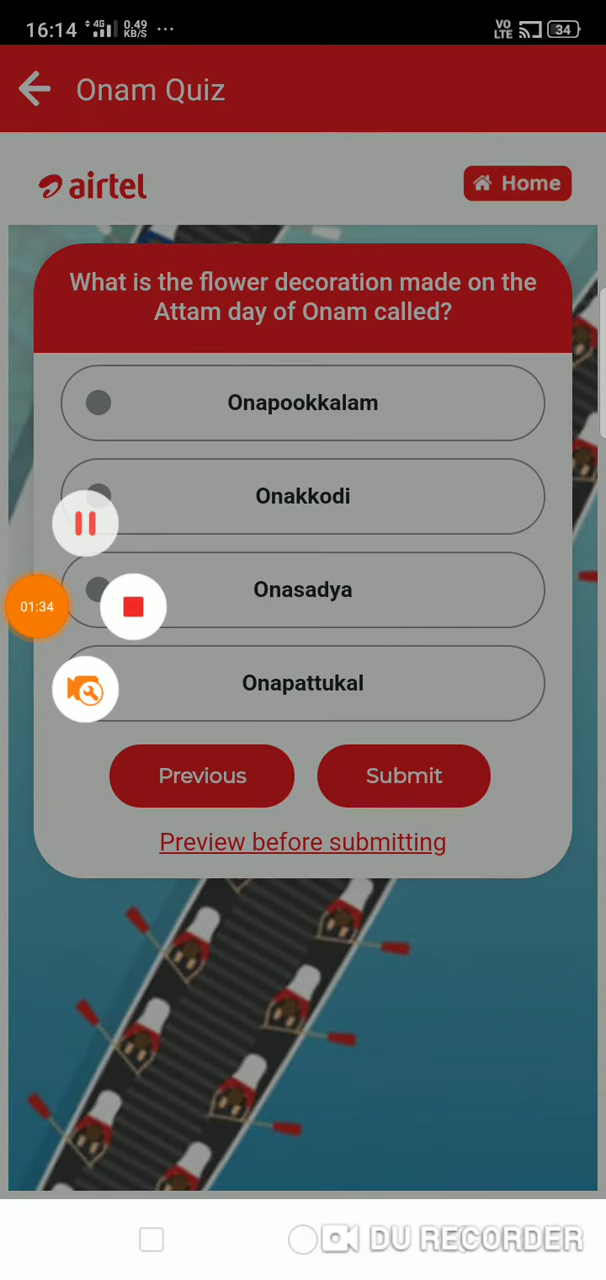 16:14 4G 0.49 KB/S ... VO LTE 34
Onam Quiz
airtel
Home
What is the flower decoration made on the
Attam day of Onam called?
Onapookkalam
Onakkodi
Onasadya
01:34
Onapattukal
Previous Submit
Preview before submitting
DU RECORDER